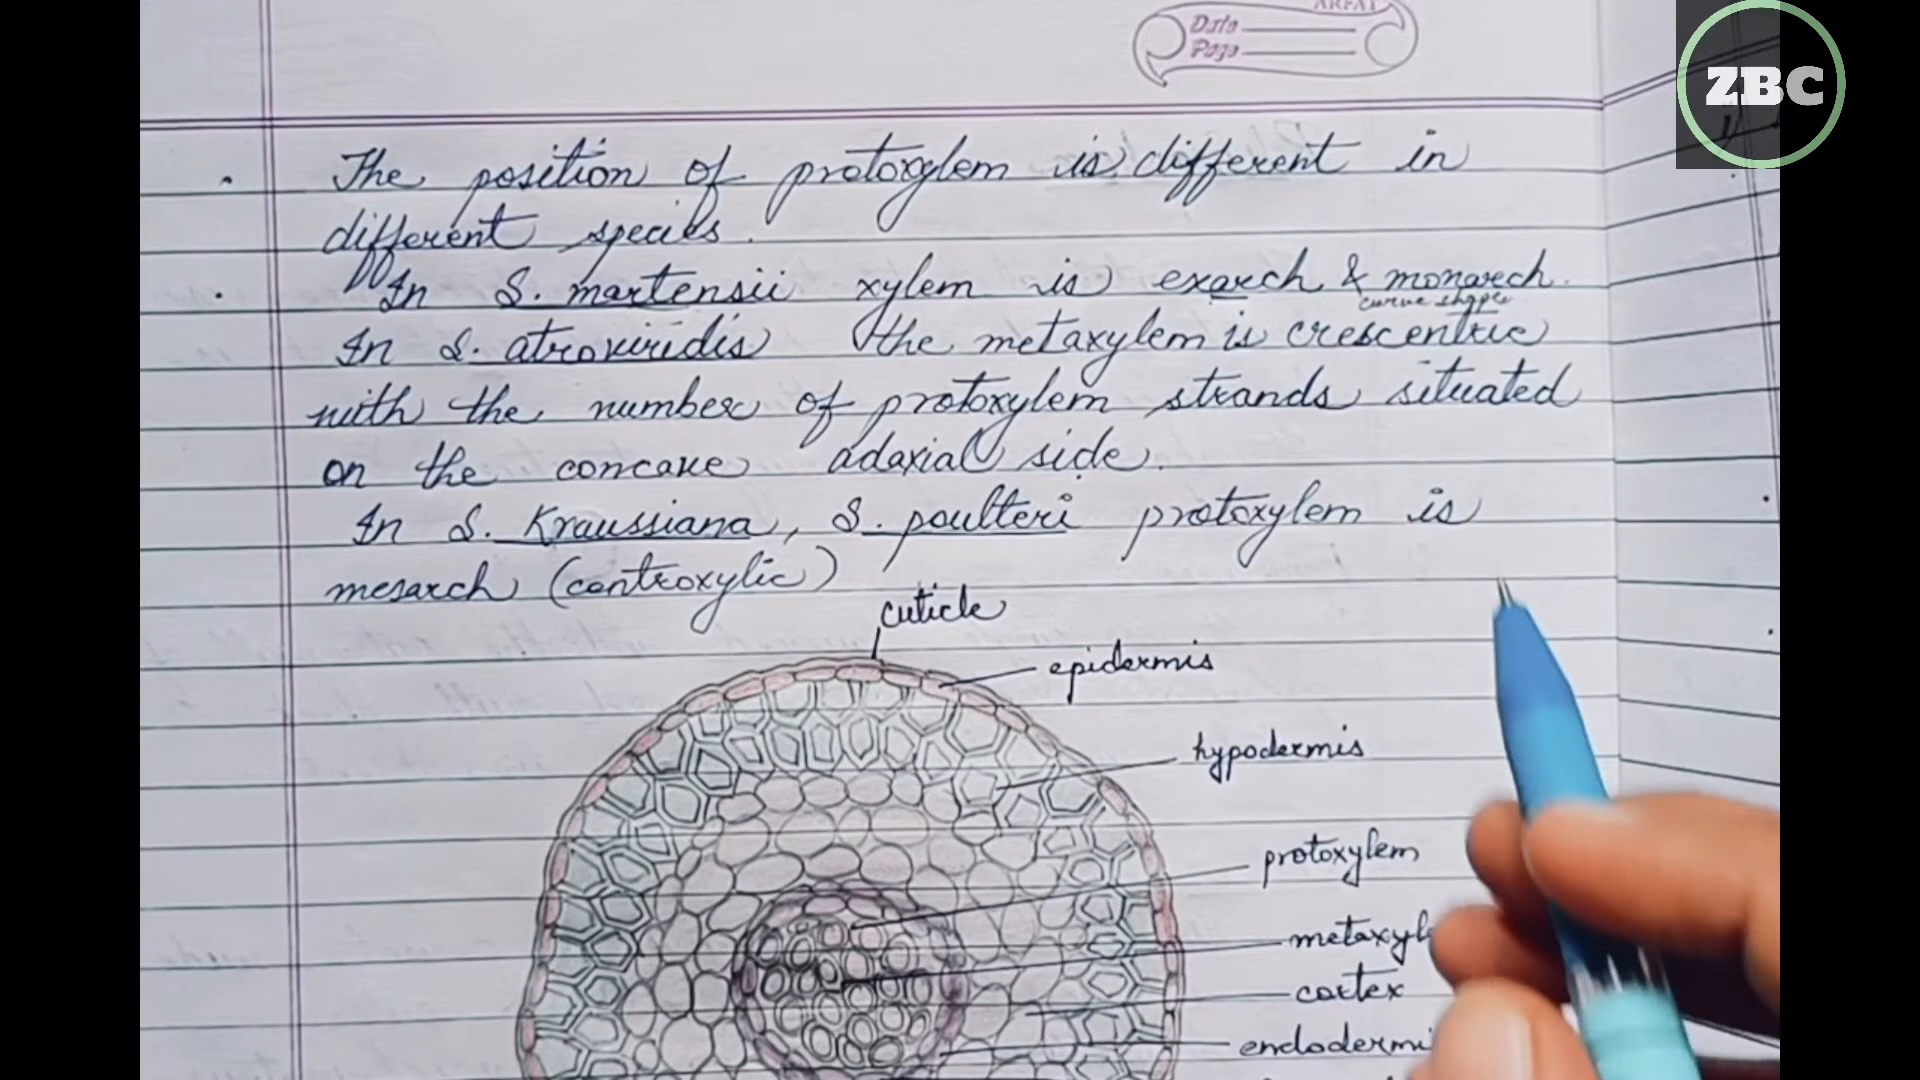 ARFAT
Date
Page
ZBC
The position of protoxylem is different in
different species.
In S. martensii xylem is exarch & monarch.
curve shape
In S. atroviridis the metaxylem is crescentric
with the number of protoxylem strands situated
on the concave adaxial side.
In S. Kraussiana, S. poulteri protoxylem is
mesarch (centroxylic)
cuticle
epidermis
hypodermis
protoxylem
metaxyl
cortex
endodermi